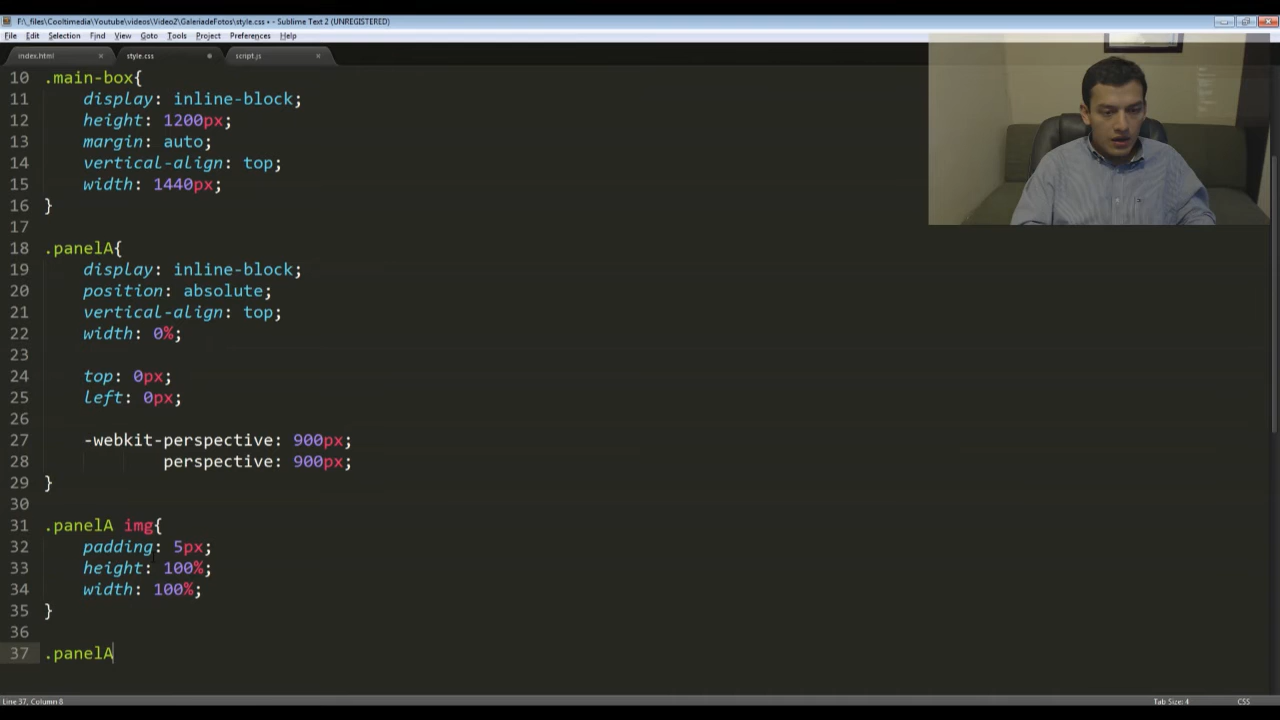 F:\_files\Cooltimedia\Youtube\videos\Video2\GaleriadeFotos\style.css • - Sublime Text 2 (UNREGISTERED)
File Edit Selection Find View Goto Tools Project Preferences Help
index.html style.css script.js
10 .main-box{
11 display: inline-block;
12 height: 1200px;
13 margin: auto;
14 vertical-align: top;
15 width: 1440px;
16 }
17
18 .panelA{
19 display: inline-block;
20 position: absolute;
21 vertical-align: top;
22 width: 0%;
23
24 top: 0px;
25 left: 0px;
26
27 -webkit-perspective: 900px;
28 perspective: 900px;
29 }
30
31 .panelA img{
32 padding: 5px;
33 height: 100%;
34 width: 100%;
35 }
36
37 .panelA
Line 37, Column 8 Tab Size: 4 CSS